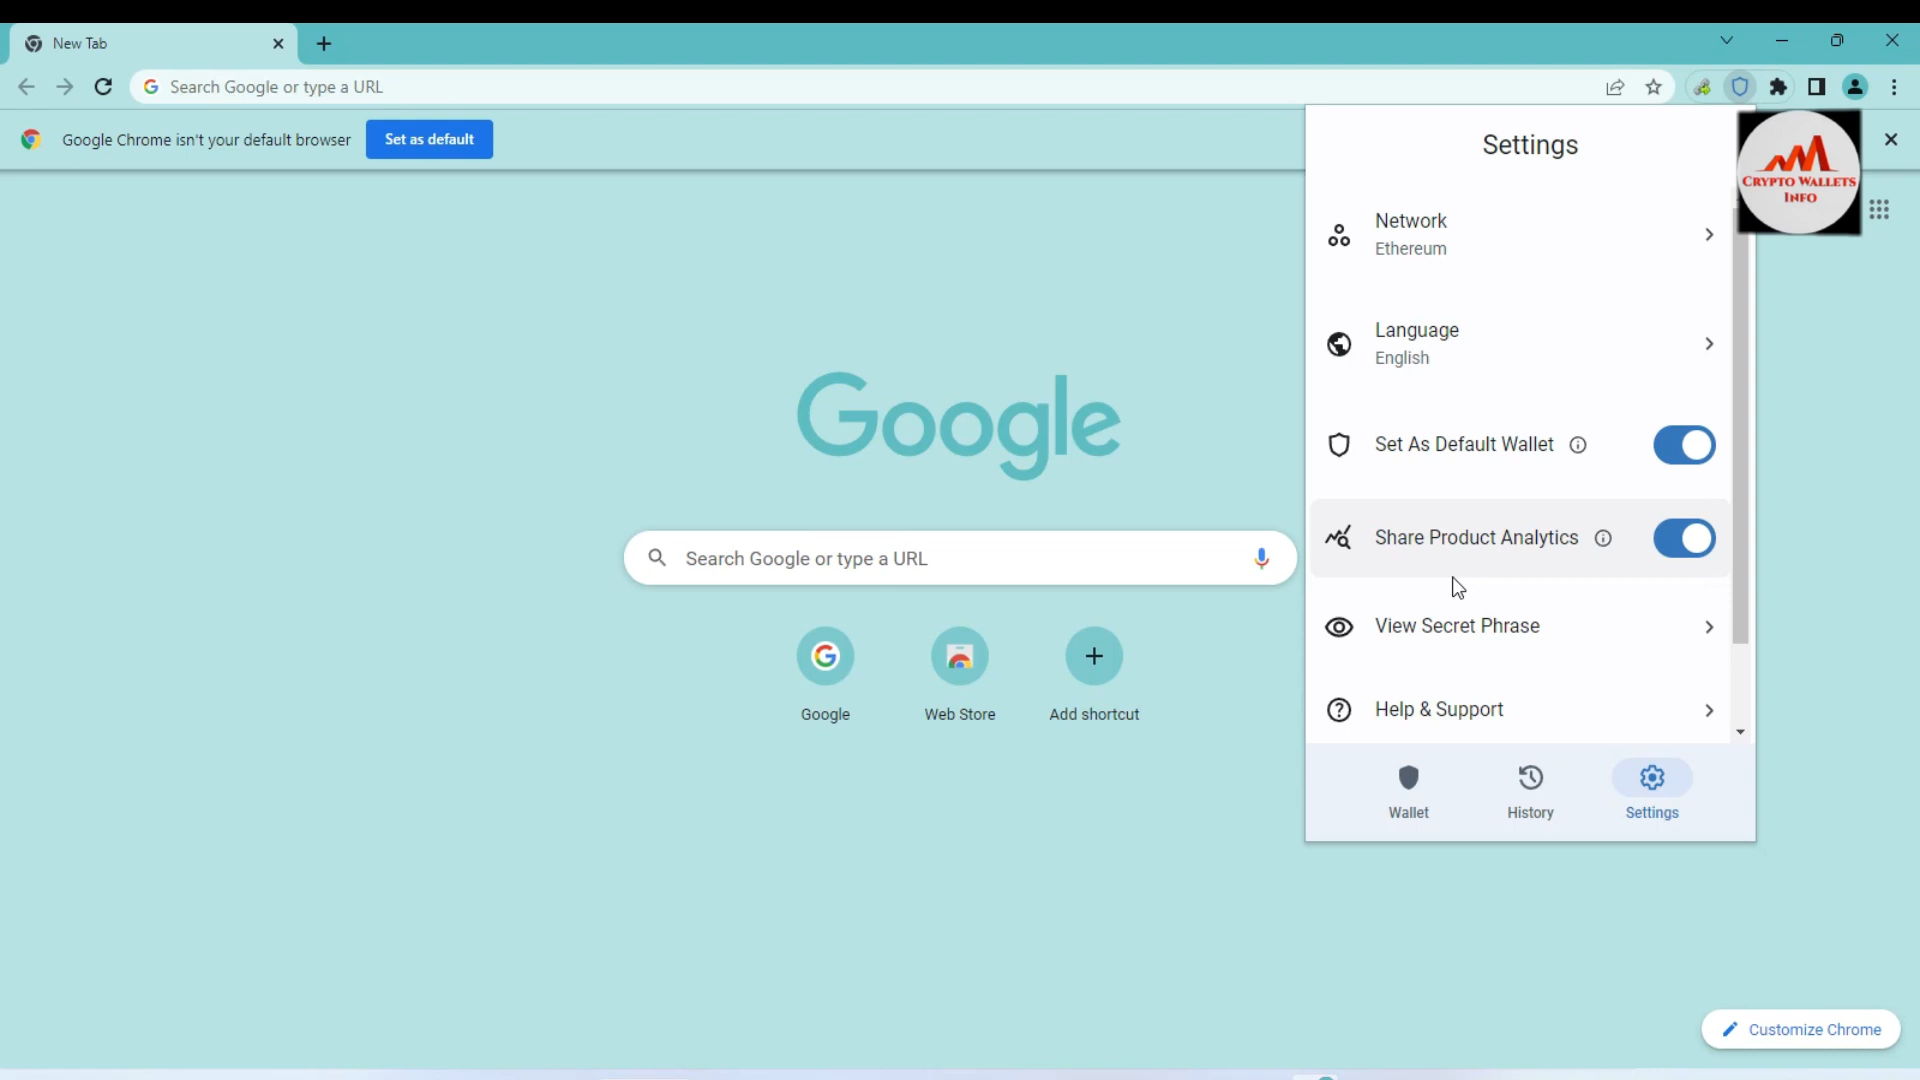 New Tab
Search Google or type a URL
Google Chrome isn't your default browser
Set as default
Settings
CRYPTO WALLETS
INFO
Network
Ethereum
Language
English
Google
Set As Default Wallet
Share Product Analytics
Search Google or type a URL
View Secret Phrase
Google
Web Store
Add shortcut
Help & Support
Wallet
History
Settings
Customize Chrome